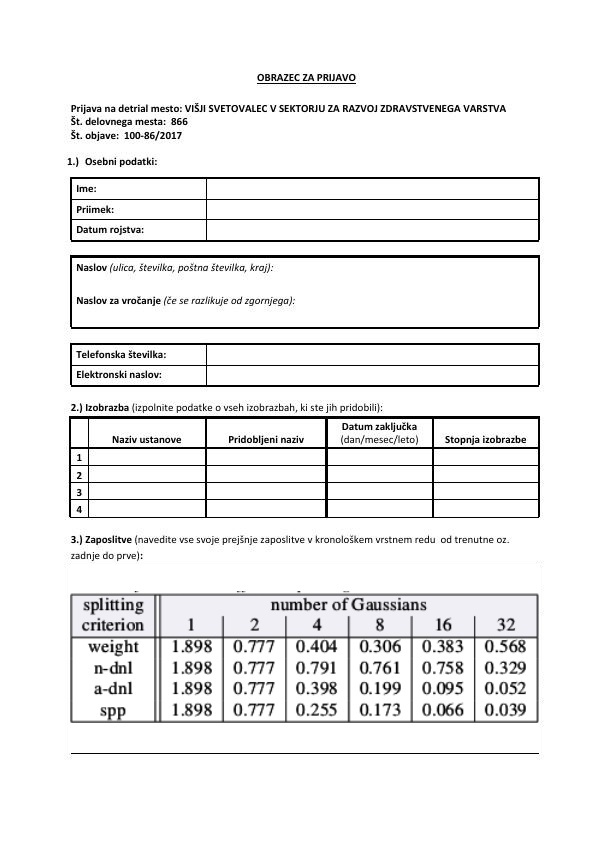 OBRAZEC ZA PRIJAVO
Prijava na detrial mesto: VIŠJI SVETOVALEC V SEKTORJU ZA RAZVOJ ZDRAVSTVENEGA VARSTVA
Št. delovnega mesta: 866
Št. objave: 100-86/2017
1.) Osebni podatki:
Ime:
Priimek:
Datum rojstva:
Naslov (ulica, številka, poštna številka, kraj):
Naslov za vročanje (če se razlikuje od zgornjega):
Telefonska številka:
Elektronski naslov:
2.) Izobrazba (izpolnite podatke o vseh izobrazbah, ki ste jih pridobili):
Naziv ustanove Pridobljeni naziv Datum zaključka (dan/mesec/leto) Stopnja izobrazbe
1
2
3
4
3.) Zaposlitve (navedite vse svoje prejšnje zaposlitve v kronološkem vrstnem redu od trenutne oz.
zadnje do prve):
splitting number of Gaussians
criterion 1 2 4 8 16 32
weight 1.898 0.777 0.404 0.306 0.383 0.568
n-dnl 1.898 0.777 0.791 0.761 0.758 0.329
a-dnl 1.898 0.777 0.398 0.199 0.095 0.052
spp 1.898 0.777 0.255 0.173 0.066 0.039